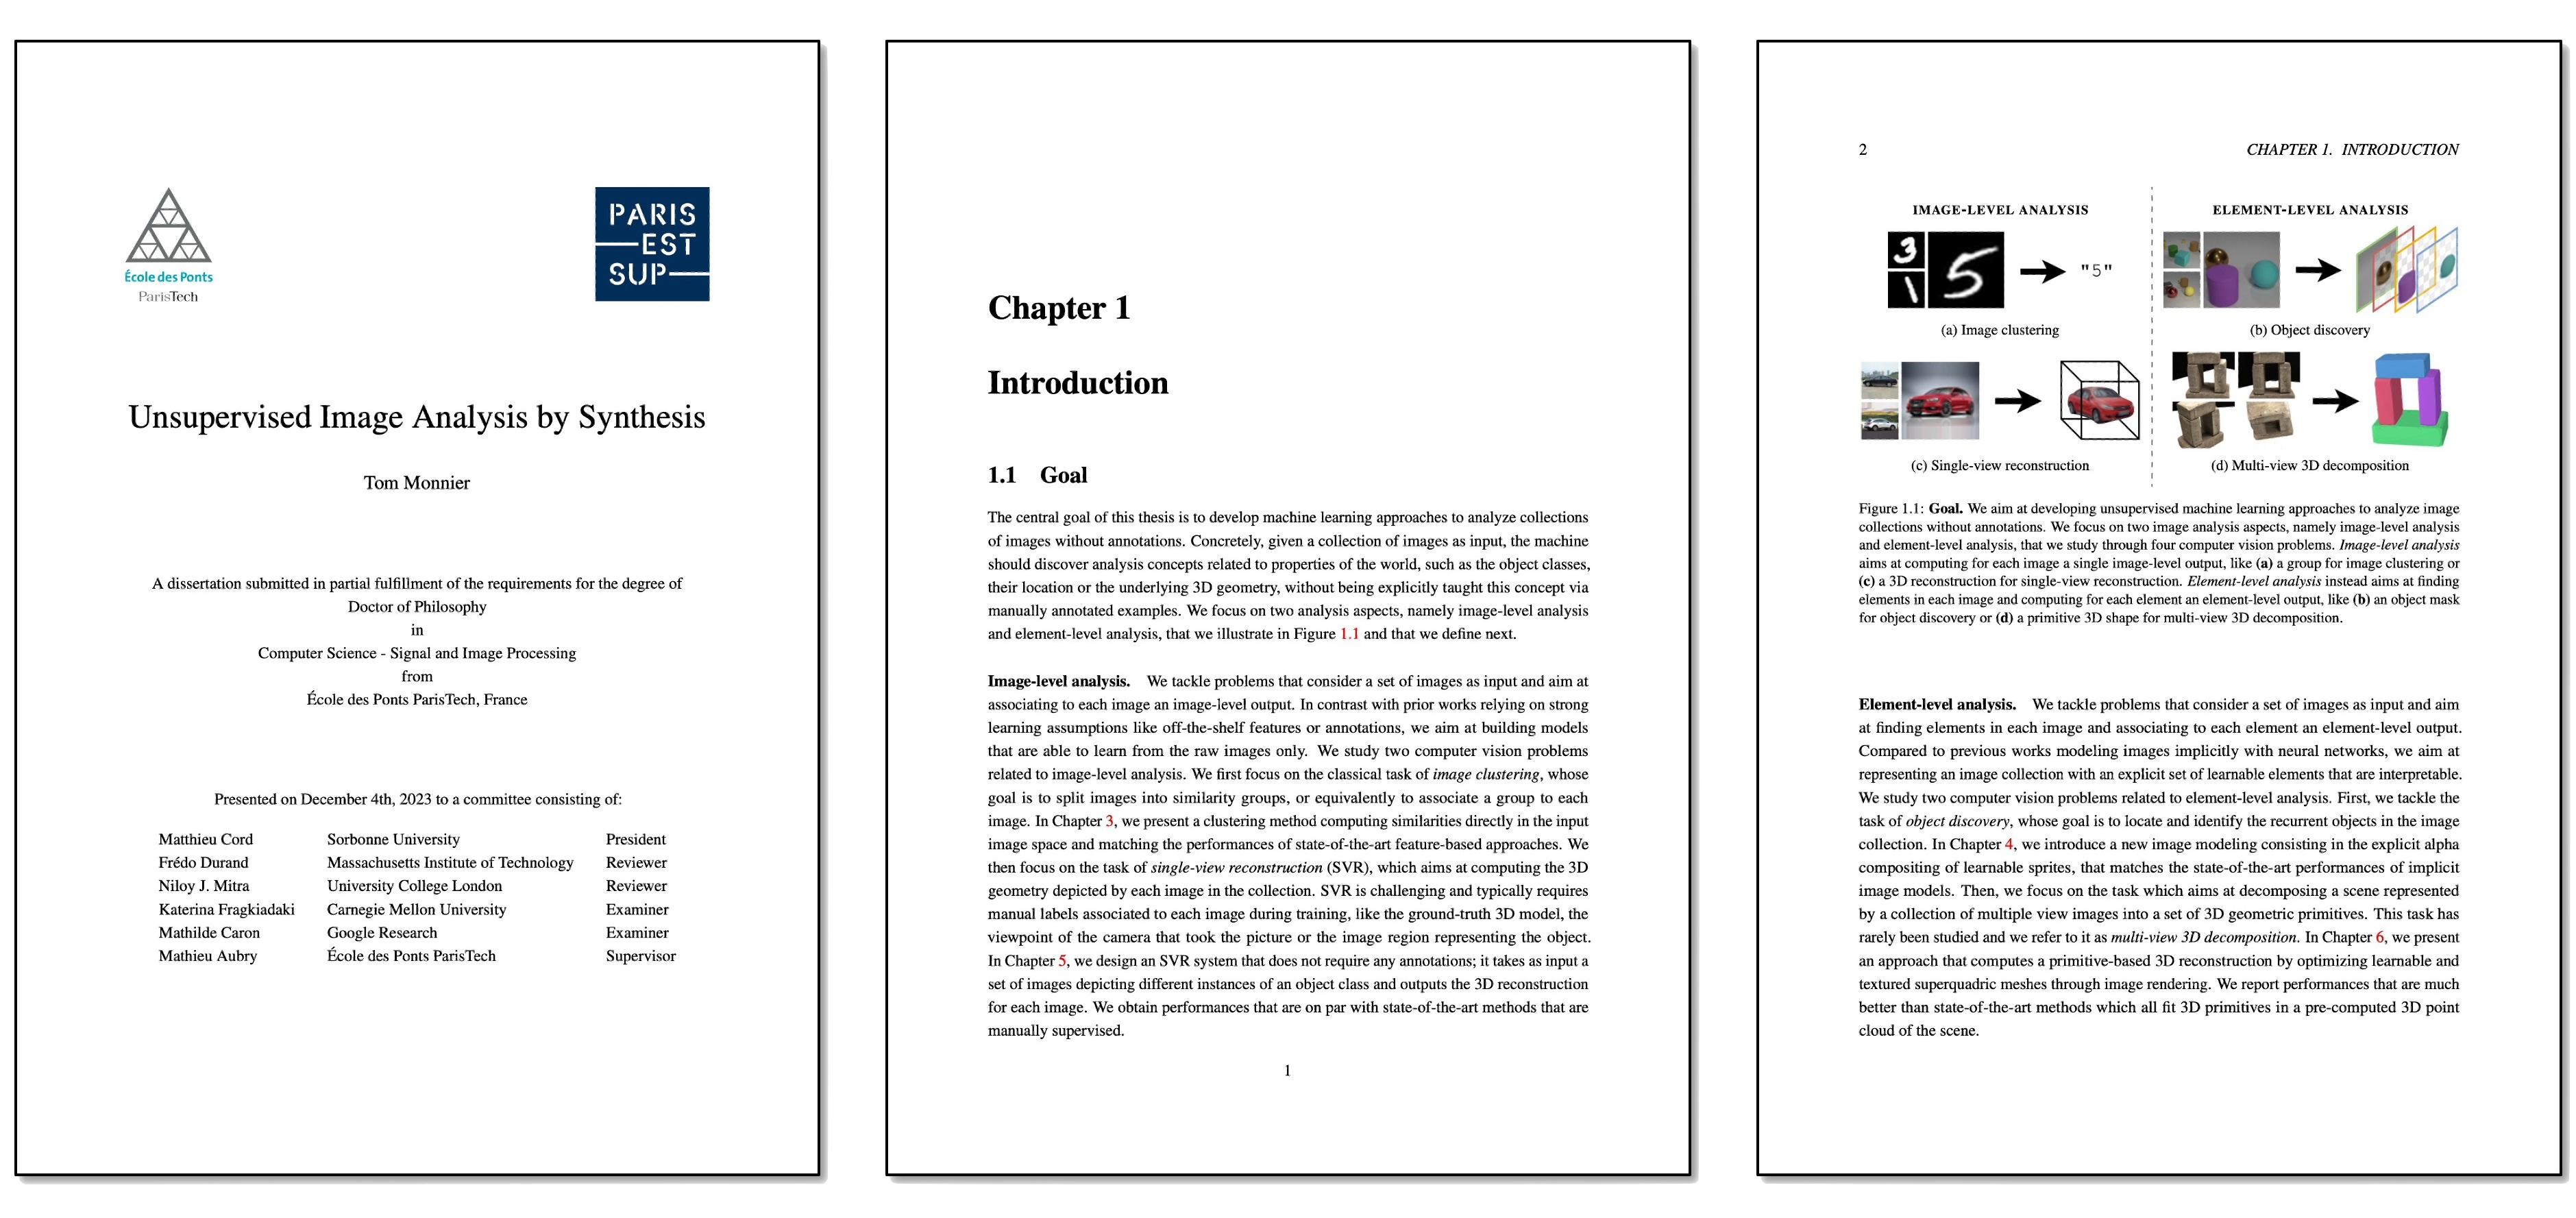 École des Ponts
ParisTech
PARIS
EST
SUP
Unsupervised Image Analysis by Synthesis
Tom Monnier
A dissertation submitted in partial fulfillment of the requirements for the degree of
Doctor of Philosophy
in
Computer Science - Signal and Image Processing
from
École des Ponts ParisTech, France
Presented on December 4th, 2023 to a committee consisting of:
Matthieu Cord Sorbonne University President
Frédo Durand Massachusetts Institute of Technology Reviewer
Niloy J. Mitra University College London Reviewer
Katerina Fragkiadaki Carnegie Mellon University Examiner
Mathilde Caron Google Research Examiner
Mathieu Aubry École des Ponts ParisTech Supervisor
Chapter 1
Introduction
1.1 Goal
The central goal of this thesis is to develop machine learning approaches to analyze collections
of images without annotations. Concretely, given a collection of images as input, the machine
should discover analysis concepts related to properties of the world, such as the object classes,
their location or the underlying 3D geometry, without being explicitly taught this concept via
manually annotated examples. We focus on two analysis aspects, namely image-level analysis
and element-level analysis, that we illustrate in Figure 1.1 and that we define next.
Image-level analysis. We tackle problems that consider a set of images as input and aim at
associating to each image an image-level output. In contrast with prior works relying on strong
learning assumptions like off-the-shelf features or annotations, we aim at building models
that are able to learn from the raw images only. We study two computer vision problems
related to image-level analysis. We first focus on the classical task of image clustering, whose
goal is to split images into similarity groups, or equivalently to associate a group to each
image. In Chapter 3, we present a clustering method computing similarities directly in the input
image space and matching the performances of state-of-the-art feature-based approaches. We
then focus on the task of single-view reconstruction (SVR), which aims at computing the 3D
geometry depicted by each image in the collection. SVR is challenging and typically requires
manual labels associated to each image during training, like the ground-truth 3D model, the
viewpoint of the camera that took the picture or the image region representing the object.
In Chapter 5, we design an SVR system that does not require any annotations; it takes as input a
set of images depicting different instances of an object class and outputs the 3D reconstruction
for each image. We obtain performances that are on par with state-of-the-art methods that are
manually supervised.
1
2 CHAPTER 1. INTRODUCTION
IMAGE-LEVEL ANALYSIS ELEMENT-LEVEL ANALYSIS
3
1
5
"5"
(a) Image clustering (b) Object discovery
(c) Single-view reconstruction (d) Multi-view 3D decomposition
Figure 1.1: Goal. We aim at developing unsupervised machine learning approaches to analyze image
collections without annotations. We focus on two image analysis aspects, namely image-level analysis
and element-level analysis, that we study through four computer vision problems. Image-level analysis
aims at computing for each image a single image-level output, like (a) a group for image clustering or
(c) a 3D reconstruction for single-view reconstruction. Element-level analysis instead aims at finding
elements in each image and computing for each element an element-level output, like (b) an object mask
for object discovery or (d) a primitive 3D shape for multi-view 3D decomposition.
Element-level analysis. We tackle problems that consider a set of images as input and aim
at finding elements in each image and associating to each element an element-level output.
Compared to previous works modeling images implicitly with neural networks, we aim at
representing an image collection with an explicit set of learnable elements that are interpretable.
We study two computer vision problems related to element-level analysis. First, we tackle the
task of object discovery, whose goal is to locate and identify the recurrent objects in the image
collection. In Chapter 4, we introduce a new image modeling consisting in the explicit alpha
compositing of learnable sprites, that matches the state-of-the-art performances of implicit
image models. Then, we focus on the task which aims at decomposing a scene represented
by a collection of multiple view images into a set of 3D geometric primitives. This task has
rarely been studied and we refer to it as multi-view 3D decomposition. In Chapter 6, we present
an approach that computes a primitive-based 3D reconstruction by optimizing learnable and
textured superquadric meshes through image rendering. We report performances that are much
better than state-of-the-art methods which all fit 3D primitives in a pre-computed 3D point
cloud of the scene.